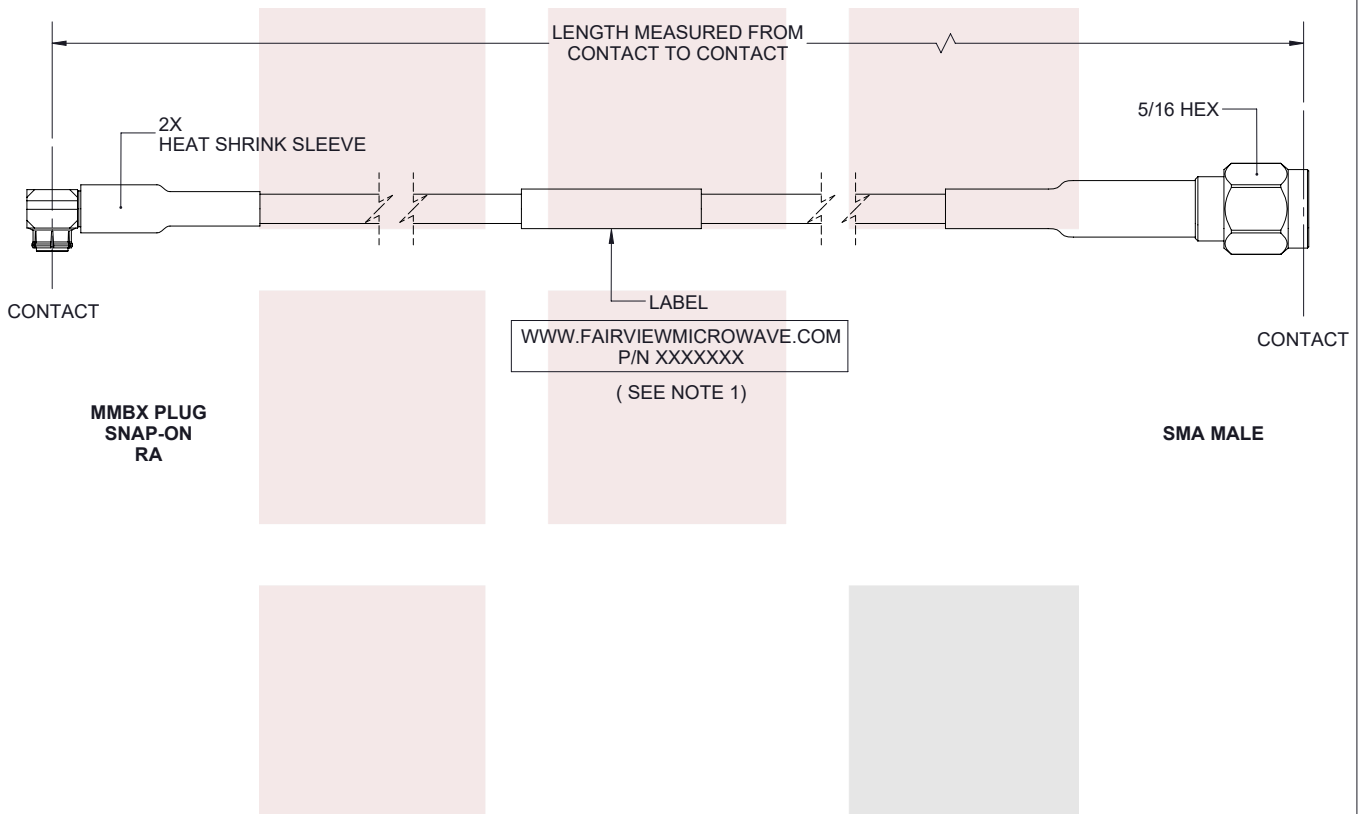 LENGTH MEASURED FROM
CONTACT TO CONTACT
2X
HEAT SHRINK SLEEVE
5/16 HEX
CONTACT
LABEL
WWW.FAIRVIEWMICROWAVE.COM
P/N XXXXXXX
( SEE NOTE 1)
CONTACT
MMBX PLUG
SNAP-ON
RA
SMA MALE